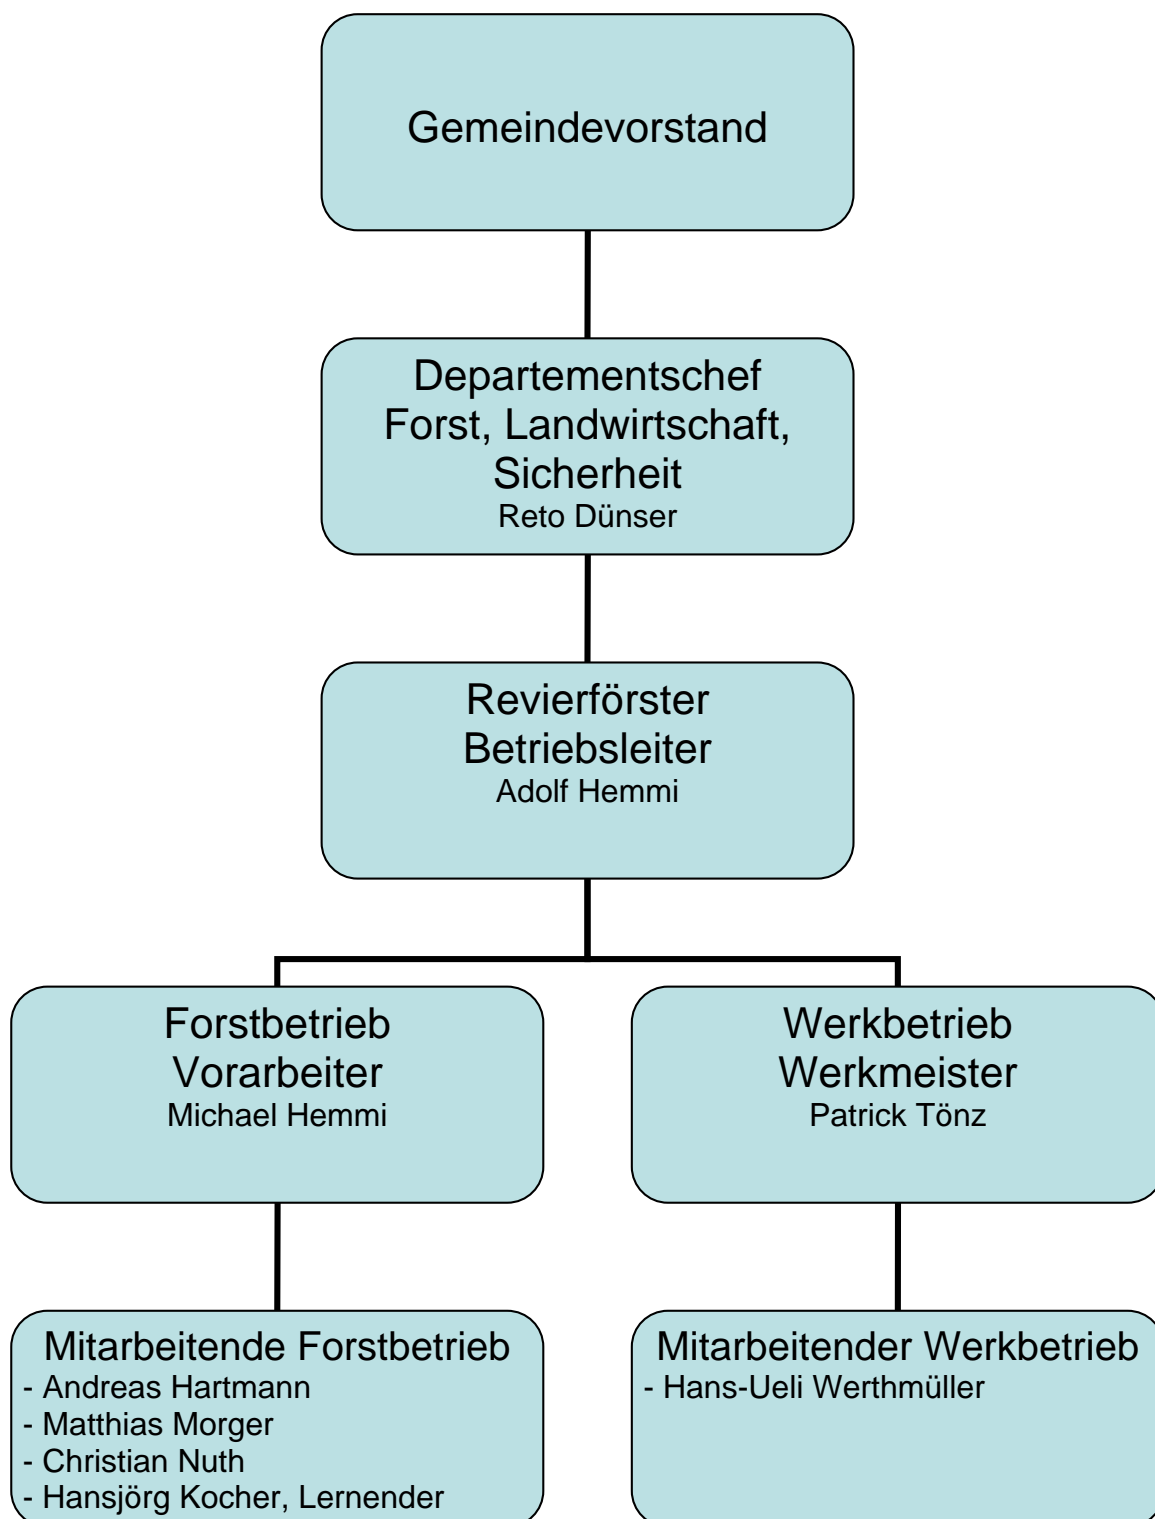 Gemeindevorstand
Departementschef
Forst, Landwirtschaft,
Sicherheit
Reto Dünser
Revierförster
Betriebsleiter
Adolf Hemmi
Forstbetrieb
Vorarbeiter
Michael Hemmi
Werkbetrieb
Werkmeister
Patrick Tönz
Mitarbeitende Forstbetrieb
- Andreas Hartmann
- Matthias Morger
- Christian Nuth
- Hansjörg Kocher, Lernender
Mitarbeitender Werkbetrieb
- Hans-Ueli Werthmüller